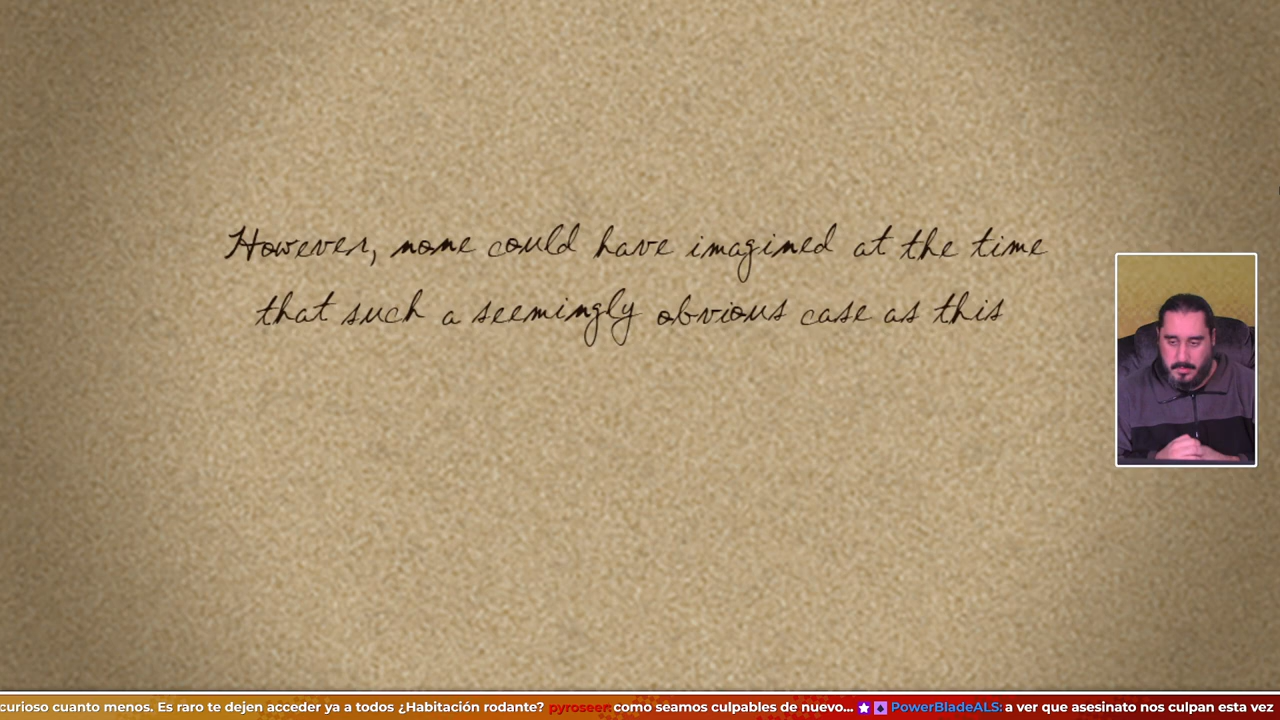 However, none could have imagined at the time
that such a seemingly obvious case as this
curioso cuanto menos. Es raro te dejen acceder ya a todos ¿Habitación rodante? pyroseer: como seamos culpables de nuevo... PowerBladeALS: a ver que asesinato nos culpan esta vez